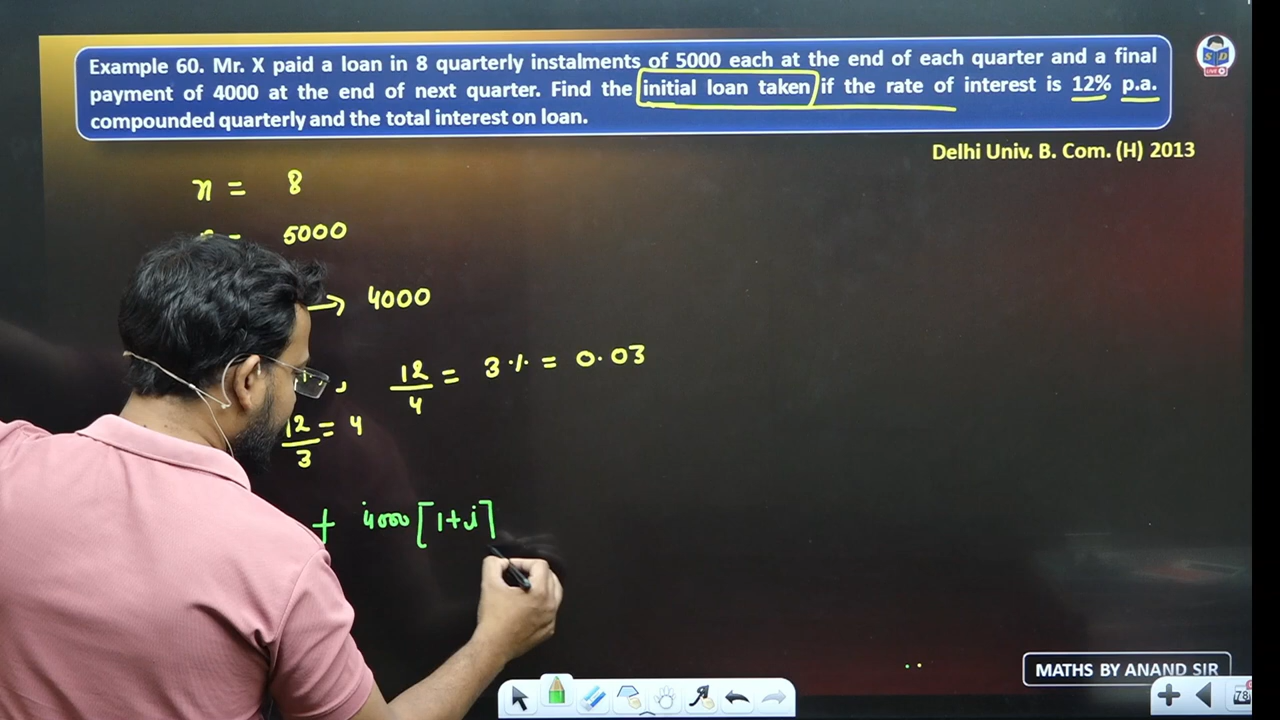 Example 60. Mr. X paid a loan in 8 quarterly instalments of 5000 each at the end of each quarter and a final
payment of 4000 at the end of next quarter. Find the initial loan taken if the rate of interest is 12% p.a.
compounded quarterly and the total interest on loan.
SD
LIVE
Delhi Univ. B. Com. (H) 2013
n = 8
= 5000
→ 4000
, 12/4 = 3% = 0.03
12/3 = 4
+ 4000 [1+i]
MATHS BY ANAND SIR
78